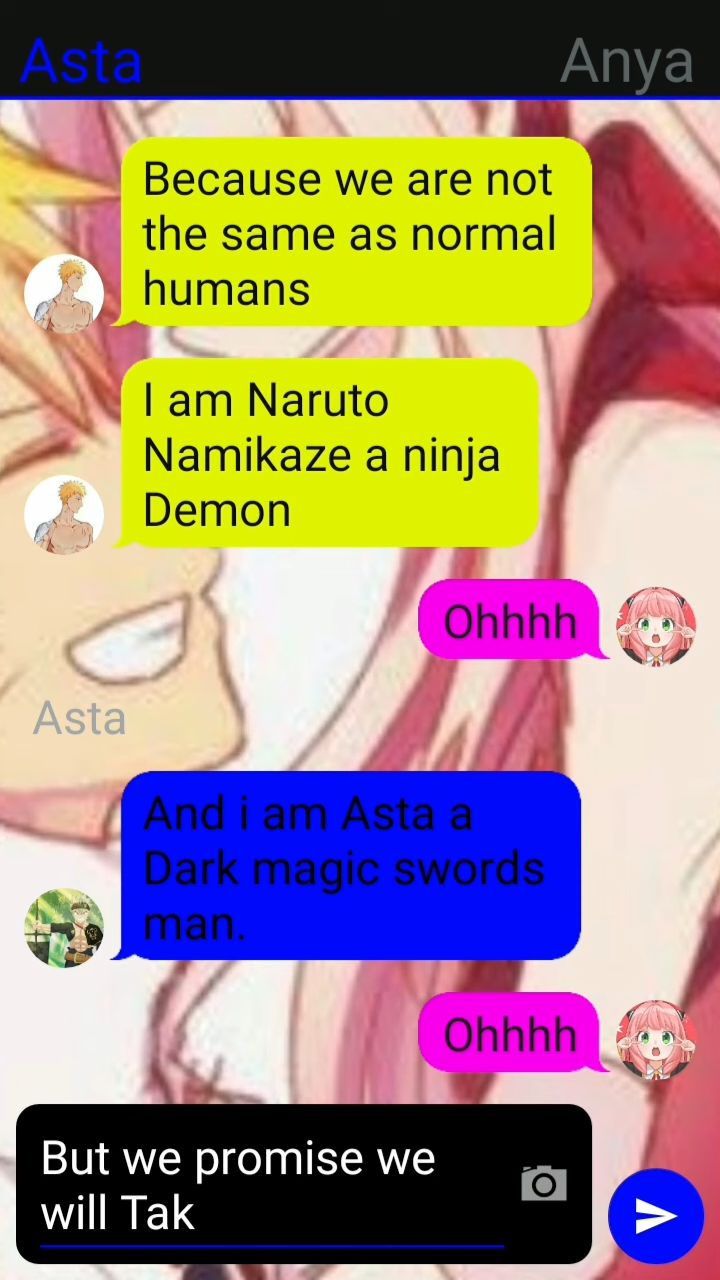 Asta Anya
Because we are not
the same as normal
humans
I am Naruto
Namikaze a ninja
Demon
Ohhhh
Asta
And i am Asta a
Dark magic swords
man.
Ohhhh
But we promise we
will Tak